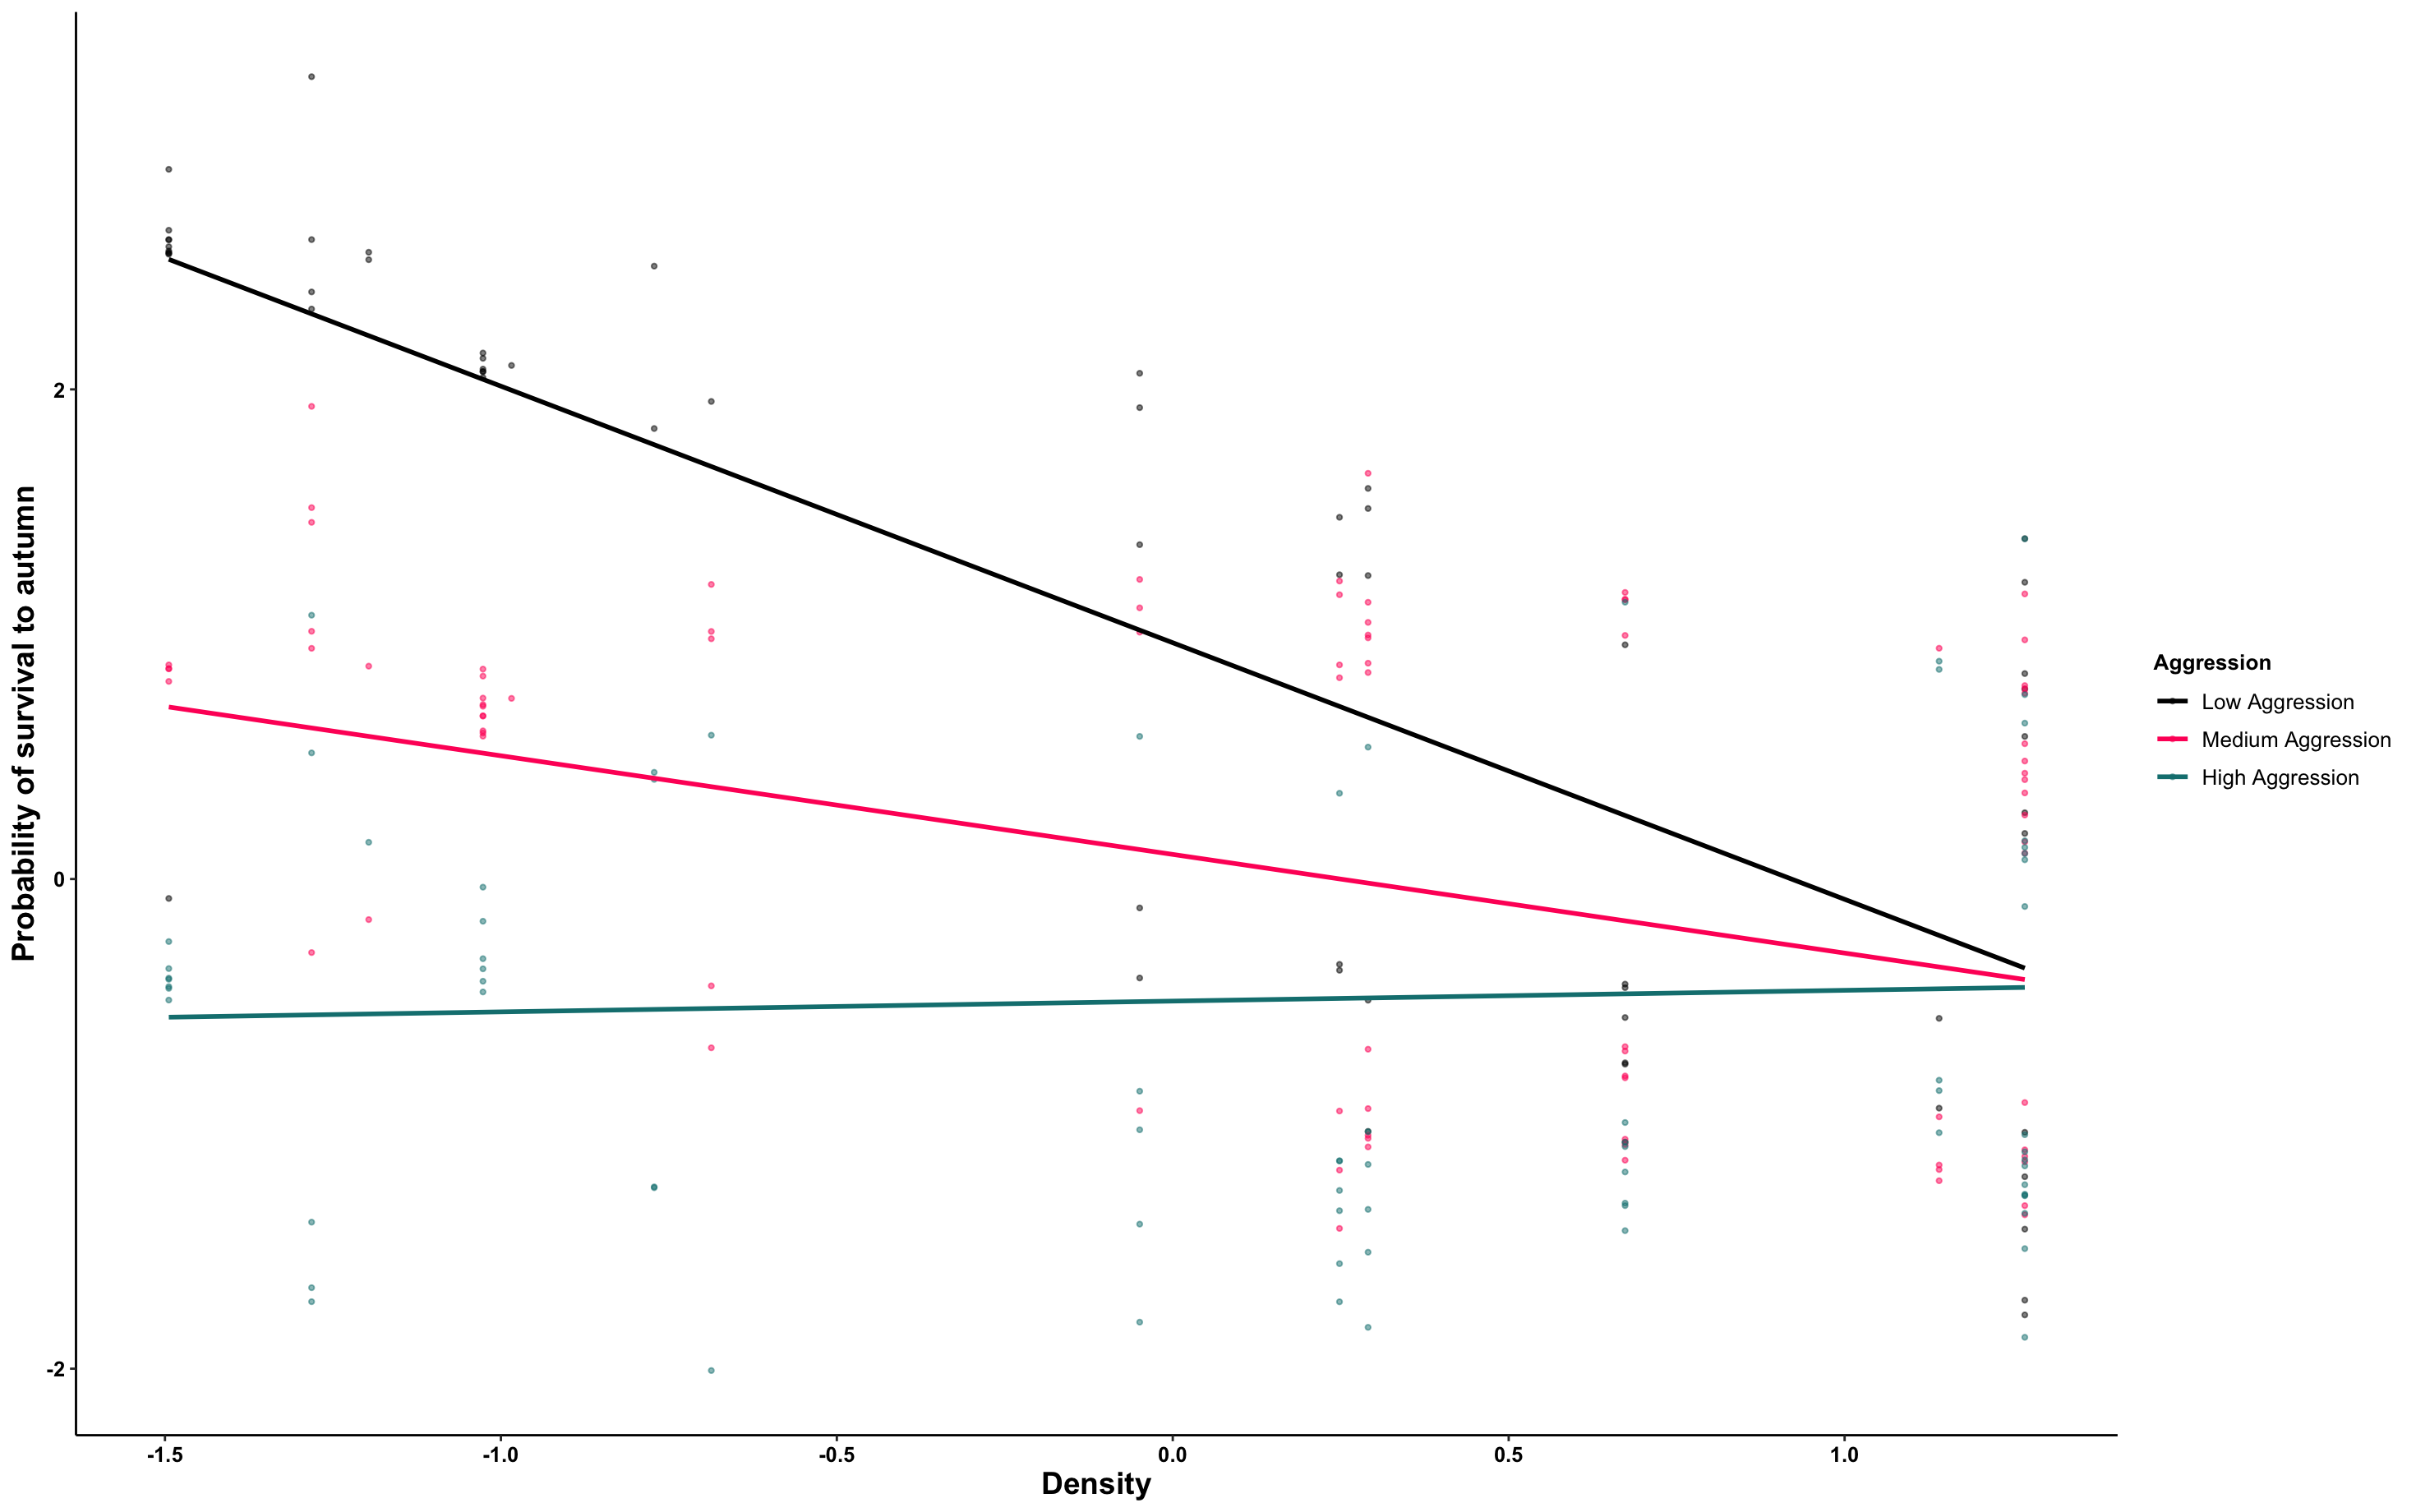 Probability of survival to autumn
2
0
-2
-1.5 -1.0 -0.5 0.0 0.5 1.0
Density
Aggression
Low Aggression
Medium Aggression
High Aggression